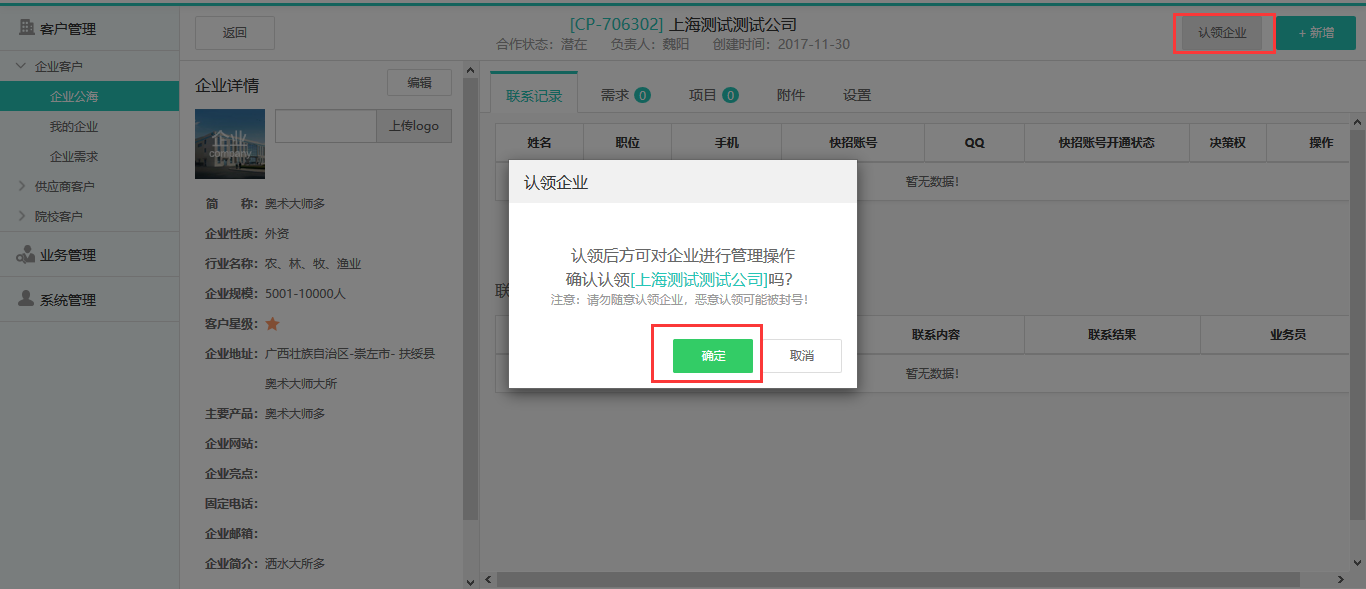 客户管理
企业客户
企业公海
我的企业
企业需求
供应商客户
院校客户
业务管理
系统管理
返回
[CP-706302] 上海测试测试公司
合作状态：潜在 负责人：魏阳 创建时间：2017-11-30
认领企业
+ 新增
企业详情
编辑
企业
company
上传logo
简 称：奥术大师多
企业性质：外资
行业名称：农、林、牧、渔业
企业规模：5001-10000人
客户星级：
企业地址：广西壮族自治区-崇左市- 扶绥县
奥术大师大所
主要产品：奥术大师多
企业网站：
企业亮点：
固定电话：
企业邮箱：
企业简介：洒水大所多
联系记录 需求 0 项目 0 附件 设置
姓名 职位 手机 快招账号 QQ 快招账号开通状态 决策权 操作
暂无数据!
联
联系内容 联系结果 业务员
暂无数据!
认领企业
认领后方可对企业进行管理操作
确认认领[上海测试测试公司]吗?
注意：请勿随意认领企业，恶意认领可能被封号!
确定
取消